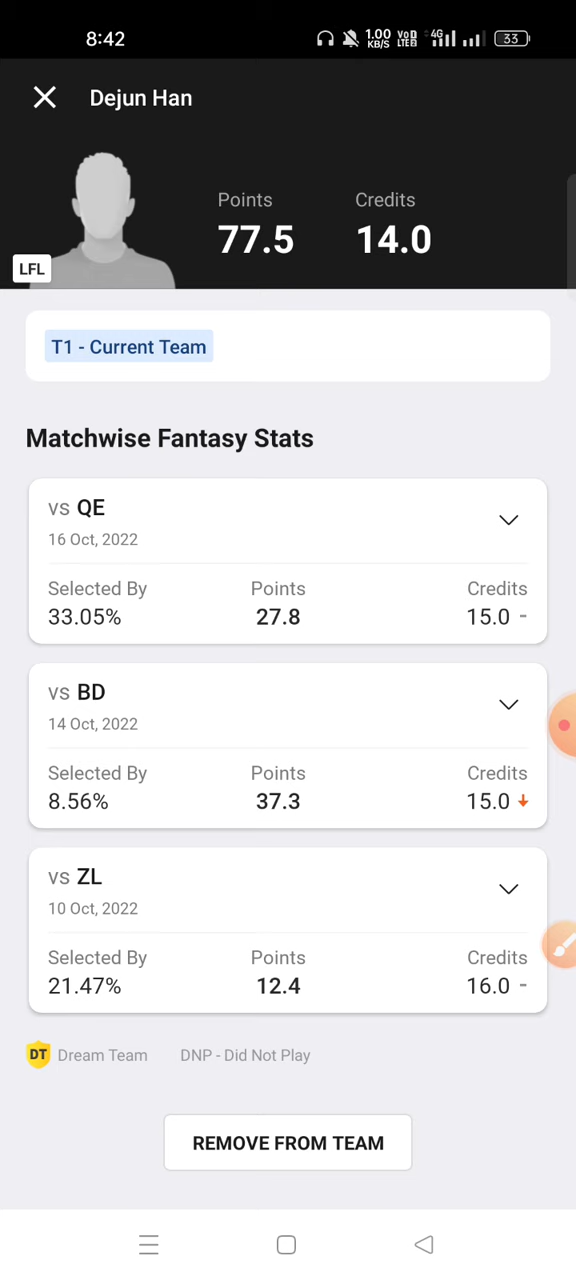 8:42
1.00 KB/S VoD LTE 2 4G 33
Dejun Han
Points Credits
77.5 14.0
LFL
T1 - Current Team
Matchwise Fantasy Stats
vs QE
16 Oct, 2022
Selected By Points Credits
33.05% 27.8 15.0 -
vs BD
14 Oct, 2022
Selected By Points Credits
8.56% 37.3 15.0
vs ZL
10 Oct, 2022
Selected By Points Credits
21.47% 12.4 16.0 -
DT Dream Team DNP - Did Not Play
REMOVE FROM TEAM